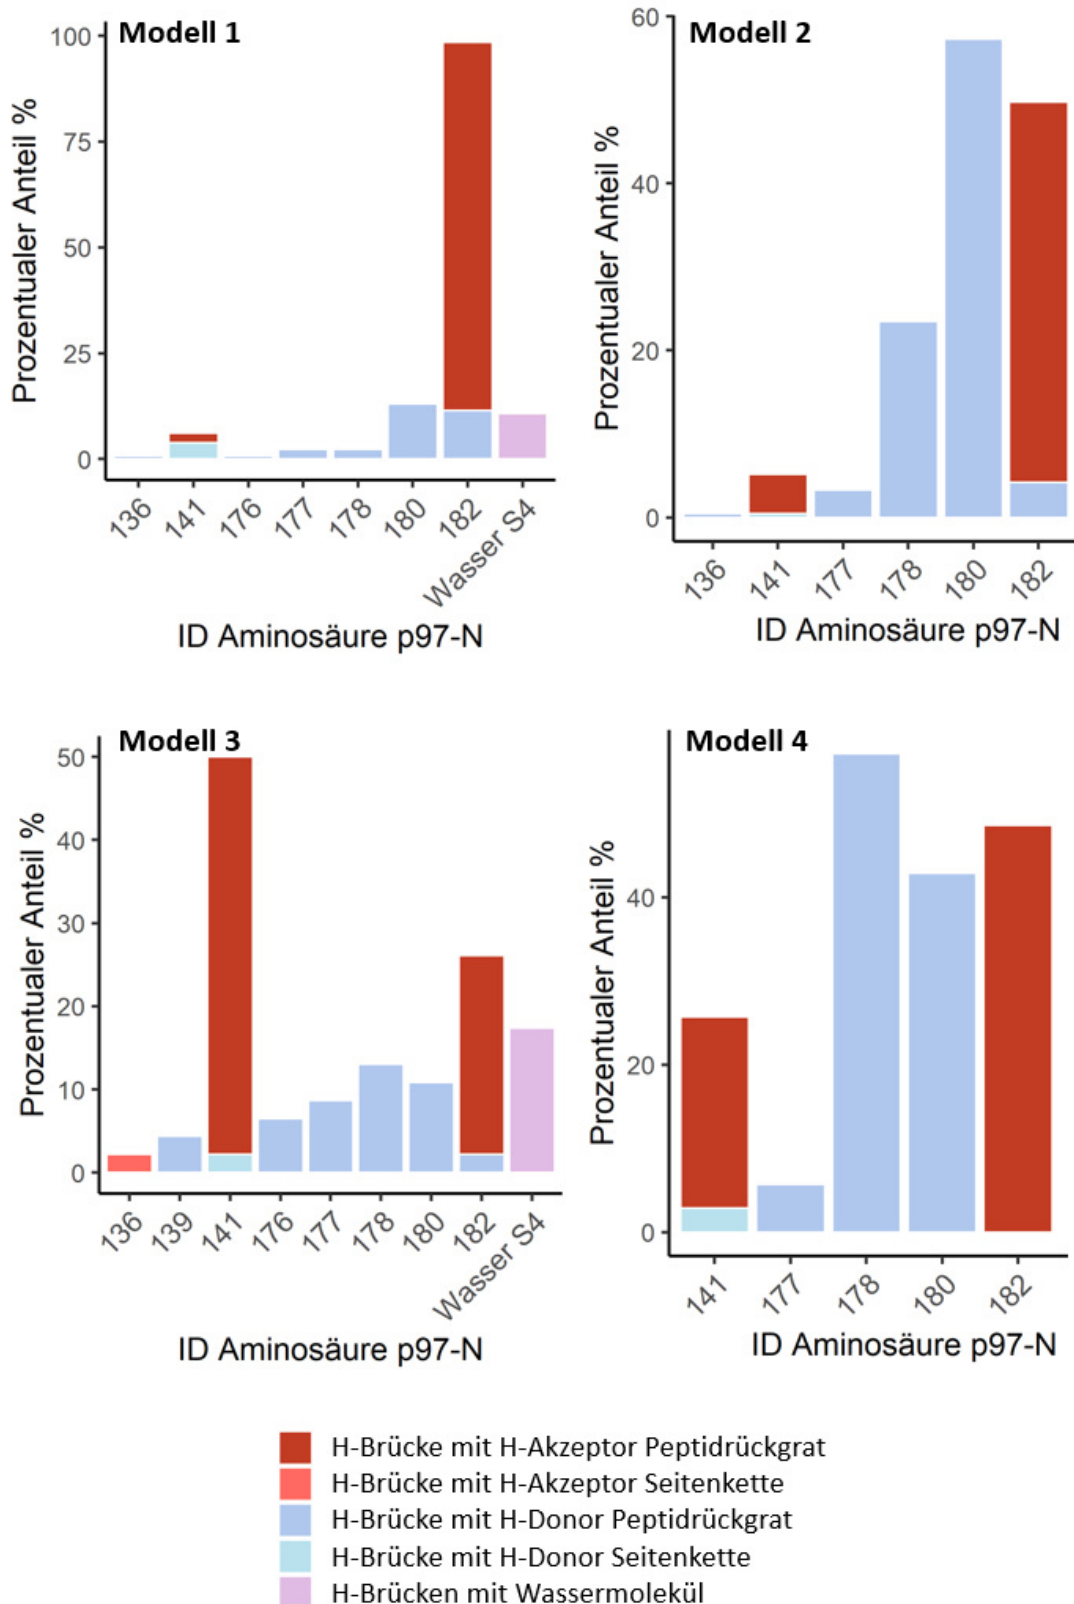 Modell 1
Prozentualer Anteil %
100
75
50
25
0
136
141
176
177
178
180
182
Wasser S4
ID Aminosäure p97-N
Modell 2
Prozentualer Anteil %
60
40
20
0
136
141
177
178
180
182
ID Aminosäure p97-N
Modell 3
Prozentualer Anteil %
50
40
30
20
10
0
136
139
141
176
177
178
180
182
Wasser S4
ID Aminosäure p97-N
Modell 4
Prozentualer Anteil %
40
20
0
141
177
178
180
182
ID Aminosäure p97-N
H-Brücke mit H-Akzeptor Peptidrückgrat
H-Brücke mit H-Akzeptor Seitenkette
H-Brücke mit H-Donor Peptidrückgrat
H-Brücke mit H-Donor Seitenkette
H-Brücken mit Wassermolekül